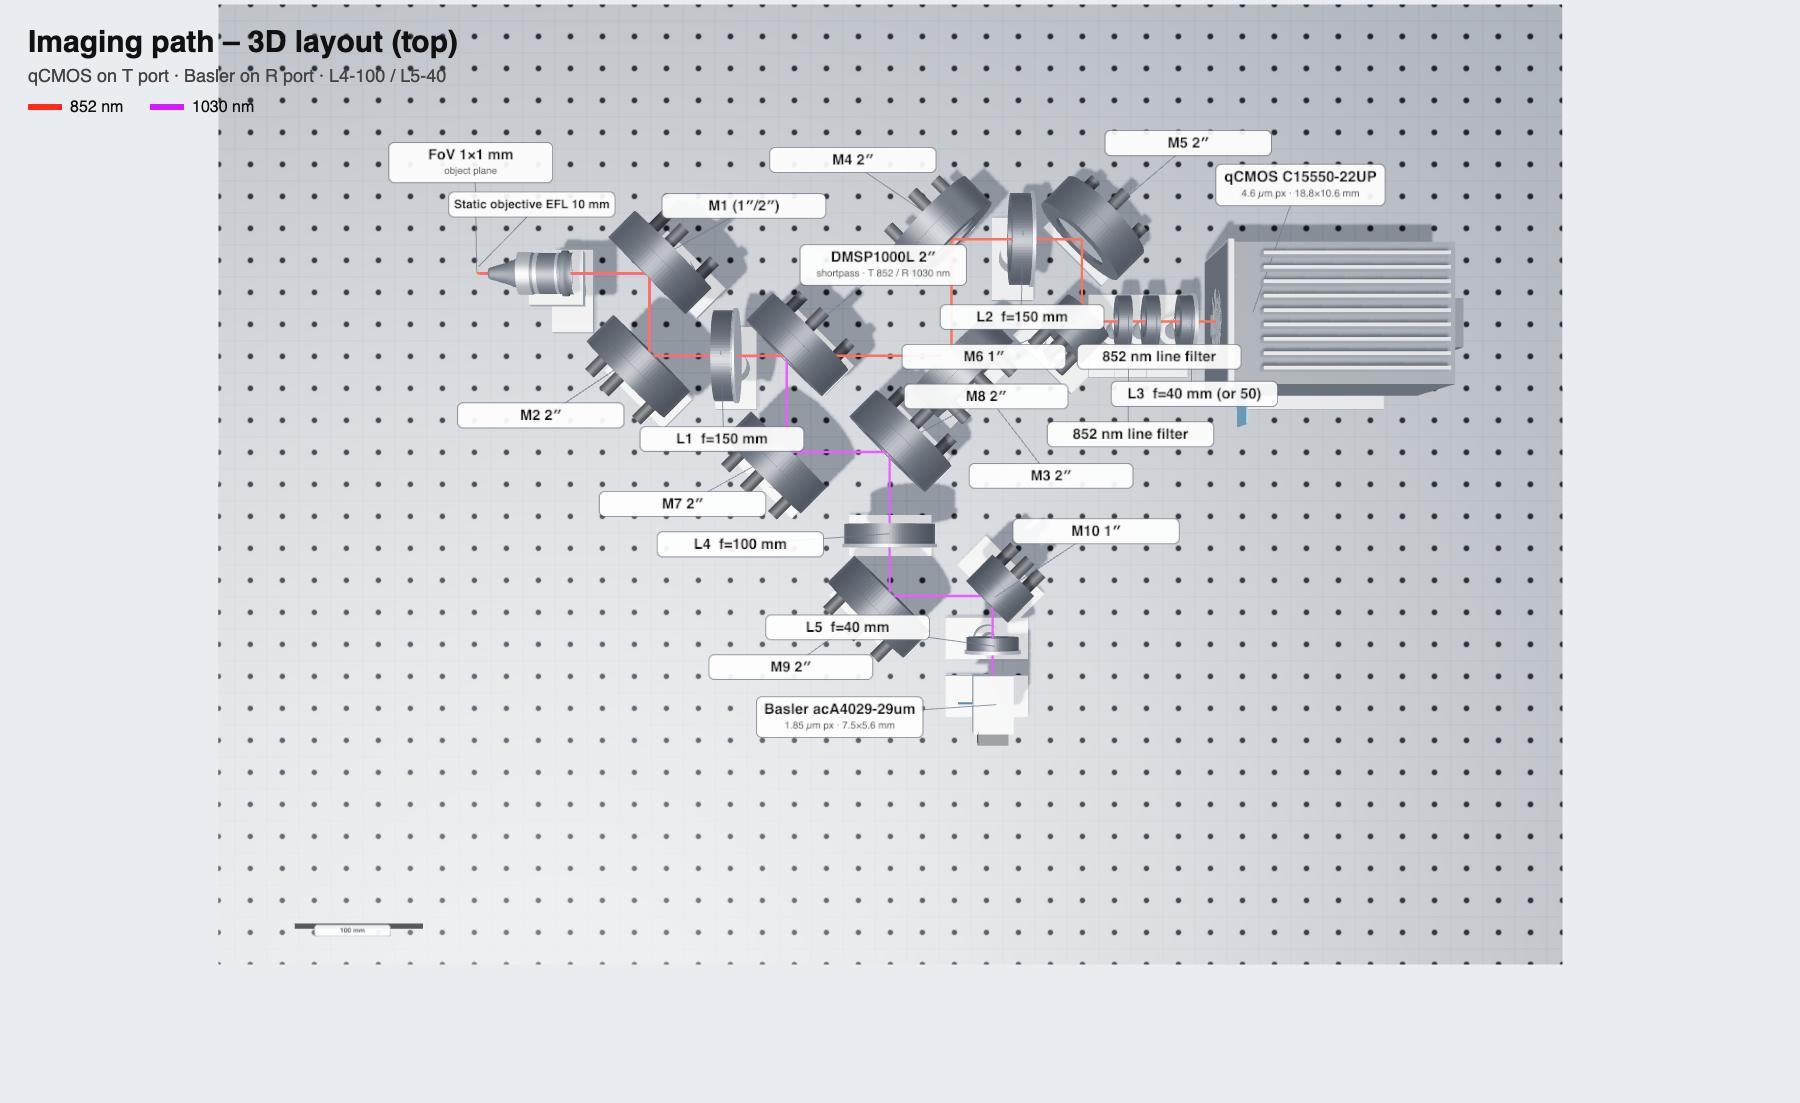 Imaging path – 3D layout (top)
qCMOS on T port · Basler on R port · L4-100 / L5-40
852 nm
1030 nm
FoV 1×1 mm
object plane
Static objective EFL 10 mm
M1 (1″/2″)
M4 2″
M5 2″
qCMOS C15550-22UP
4.6 µm px · 18.8×10.6 mm
DMSP1000L 2″
shortpass · T 852 / R 1030 nm
L2 f=150 mm
M6 1″
852 nm line filter
M8 2″
L3 f=40 mm (or 50)
M2 2″
L1 f=150 mm
852 nm line filter
M3 2″
M7 2″
L4 f=100 mm
M10 1″
L5 f=40 mm
M9 2″
Basler acA4029-29um
1.85 µm px · 7.5×5.6 mm
100 mm